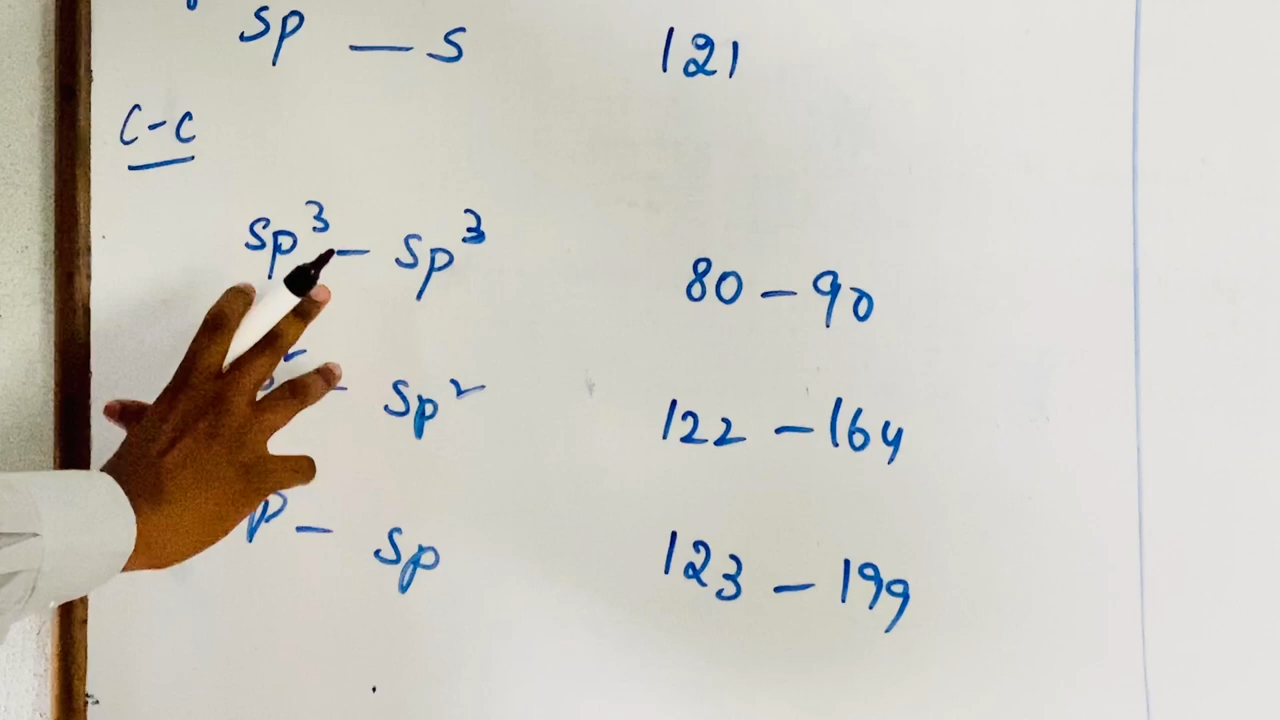 sp – s 121
C-C
sp³ – sp³ 80 – 90
– sp² 122 – 164
p – sp 123 – 199